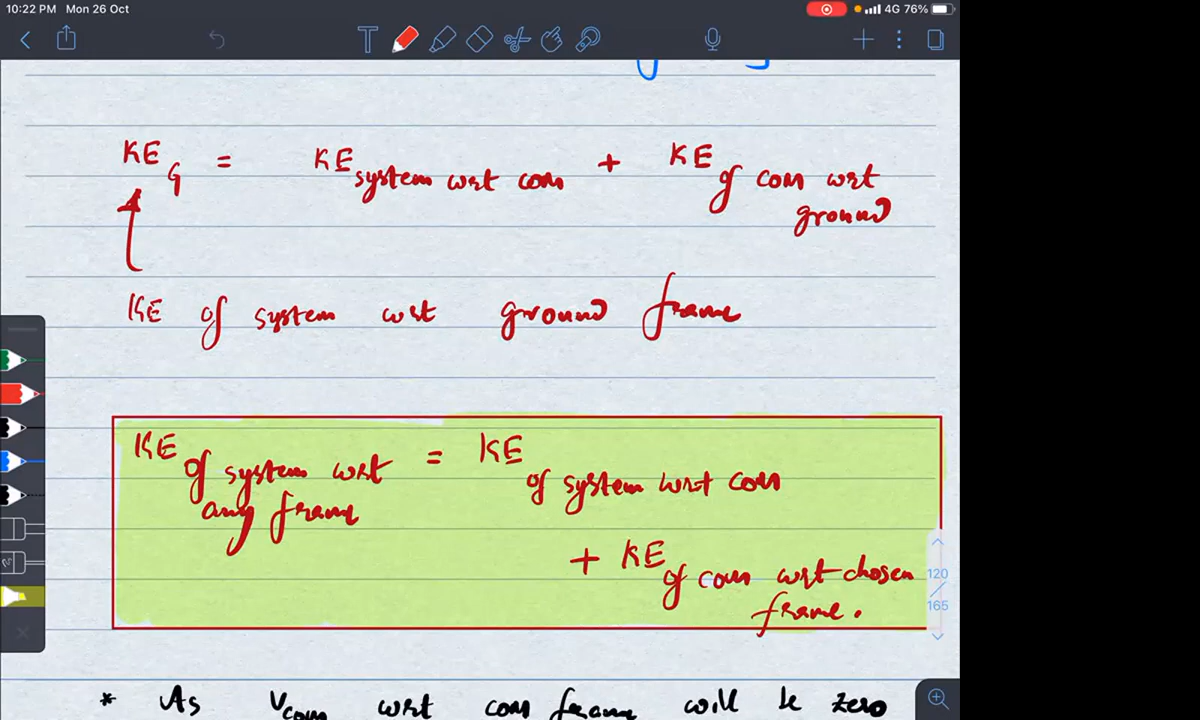 10:22 PM Mon 26 Oct
4G 76%
KE G = KE system wrt com + KE of com wrt
ground
KE of system wrt ground frame
KE of system wrt = KE of system wrt com
any frame
+ KE of com wrt chosen
frame.
120
165
* As Vcom wrt com frame will be zero